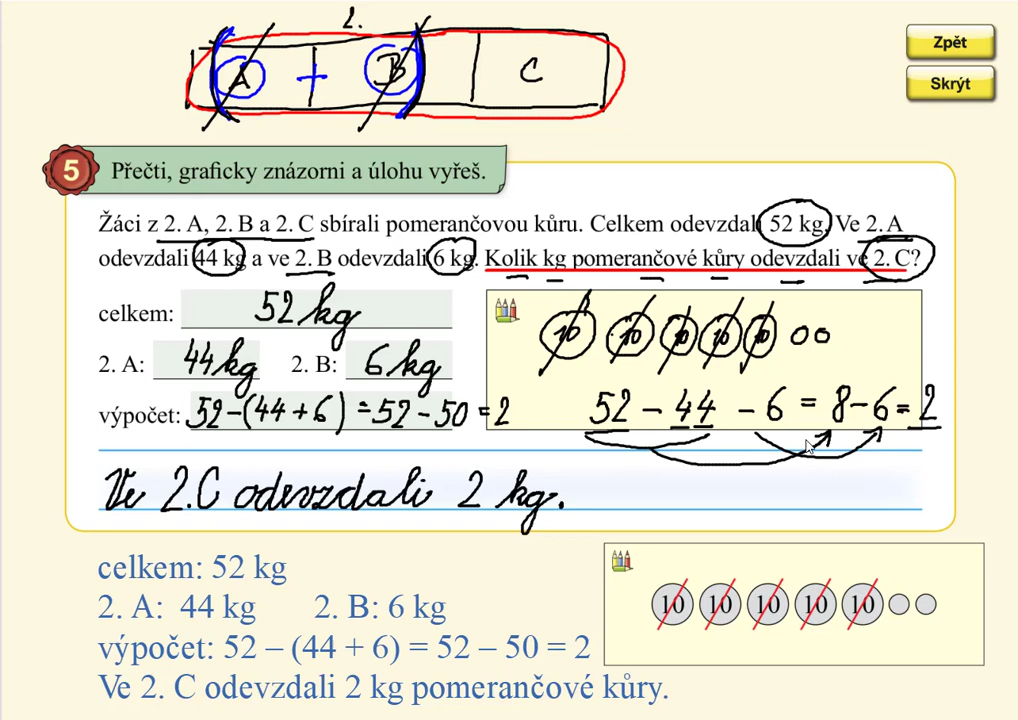 2.
A + B C
Zpět
Skrýt
5 Přečti, graficky znázorni a úlohu vyřeš.
Žáci z 2. A, 2. B a 2. C sbírali pomerančovou kůru. Celkem odevzdali 52 kg. Ve 2. A
odevzdali 44 kg a ve 2. B odevzdali 6 kg. Kolik kg pomerančové kůry odevzdali ve 2. C?
celkem: 52 kg
10 10 10 10 10
2. A: 44 kg 2. B: 6 kg
výpočet: 52 - (44 + 6) = 52 - 50 = 2
52 - 44 - 6 = 8 - 6 = 2
Ve 2.C odevzdali 2 kg.
celkem: 52 kg
2. A: 44 kg 2. B: 6 kg
10 10 10 10 10
výpočet: 52 – (44 + 6) = 52 – 50 = 2
Ve 2. C odevzdali 2 kg pomerančové kůry.